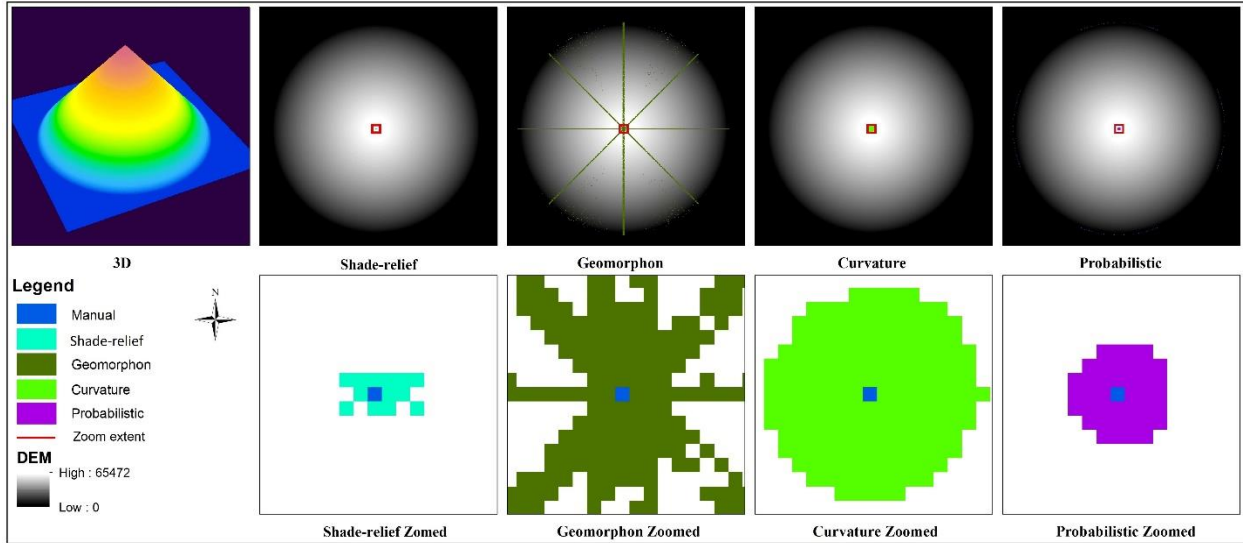 3D
Shade-relief
Geomorphon
Curvature
Probabilistic
Legend
Manual
Shade-relief
Geomorphon
Curvature
Probabilistic
Zoom extent
DEM
High : 65472
Low : 0
N
Shade-relief Zomed
Geomorphon Zoomed
Curvature Zoomed
Probabilistic Zoomed